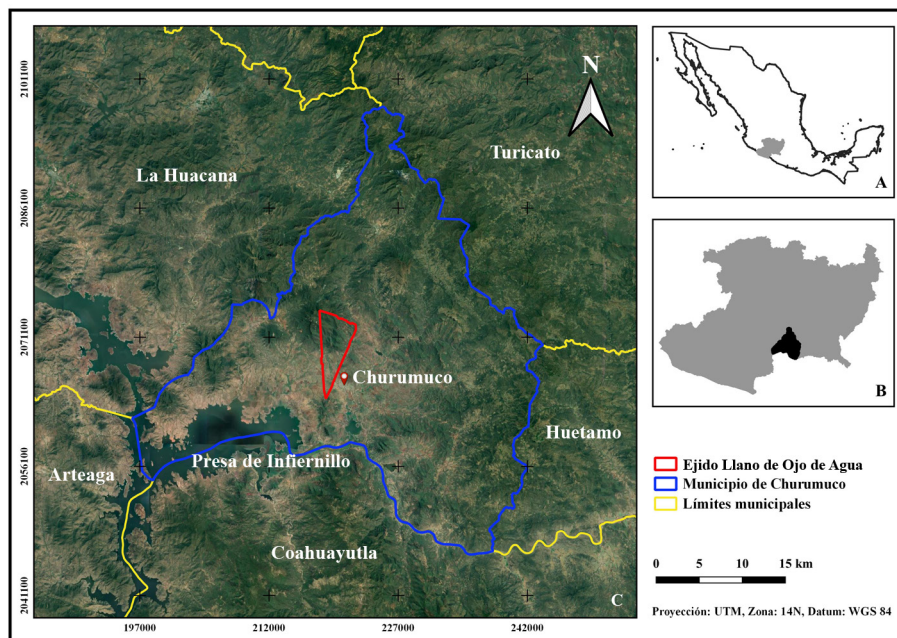 N
2101100
2086100
2071100
2056100
2041100
La Huacana
Turicato
Churumuco
Huetamo
Presa de Infiernillo
Arteaga
Coahuayutla
C
197000
212000
227000
242000
A
B
Ejido Llano de Ojo de Agua
Municipio de Churumuco
Límites municipales
0 5 10 15 km
Proyección: UTM, Zona: 14N, Datum: WGS 84